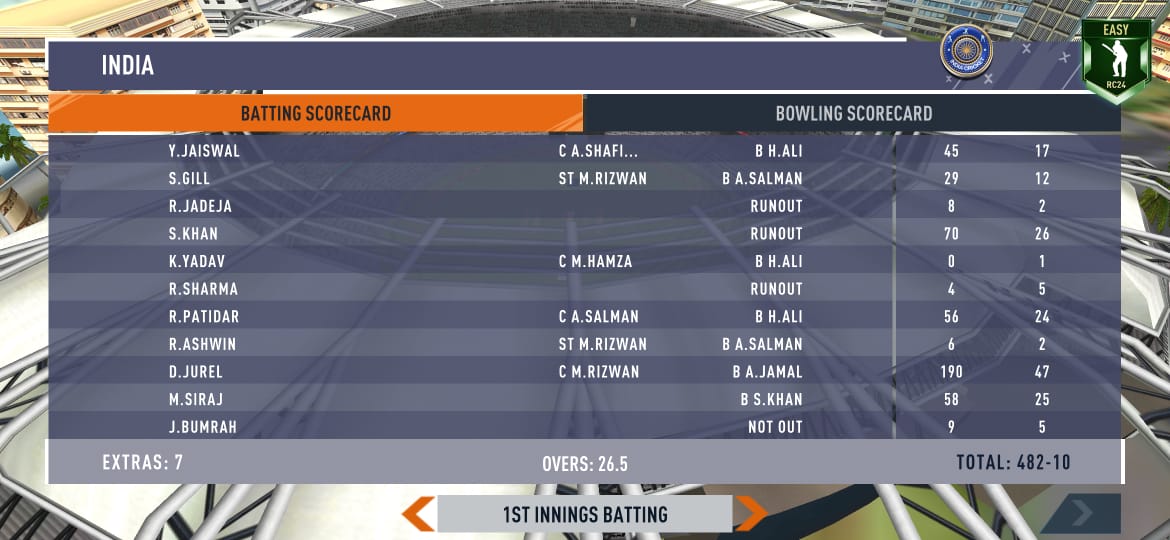 EASY
INDIA CRICKET
INDIA
RC24
BATTING SCORECARD BOWLING SCORECARD
Y.JAISWAL C A.SHAFI... B H.ALI 45 17
S.GILL ST M.RIZWAN B A.SALMAN 29 12
R.JADEJA RUNOUT 8 2
S.KHAN RUNOUT 70 26
K.YADAV C M.HAMZA B H.ALI 0 1
R.SHARMA RUNOUT 4 5
R.PATIDAR C A.SALMAN B H.ALI 56 24
R.ASHWIN ST M.RIZWAN B A.SALMAN 6 2
D.JUREL C M.RIZWAN B A.JAMAL 190 47
M.SIRAJ B S.KHAN 58 25
J.BUMRAH NOT OUT 9 5
EXTRAS: 7 OVERS: 26.5 TOTAL: 482-10
1ST INNINGS BATTING